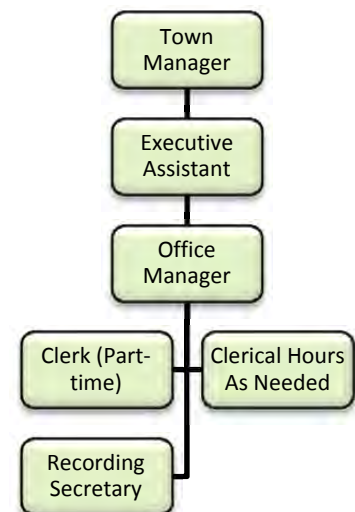 Town
Manager
Executive
Assistant
Office
Manager
Clerk (Part-
time)
Clerical Hours
As Needed
Recording
Secretary